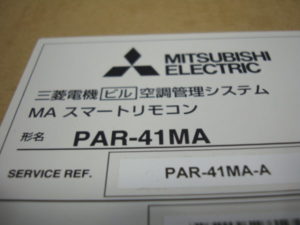 MITSUBISHI
ELECTRIC
三菱電機 ビル 空調管理システム
MA スマートリモコン
形名 PAR-41MA
SERVICE REF. PAR-41MA-A